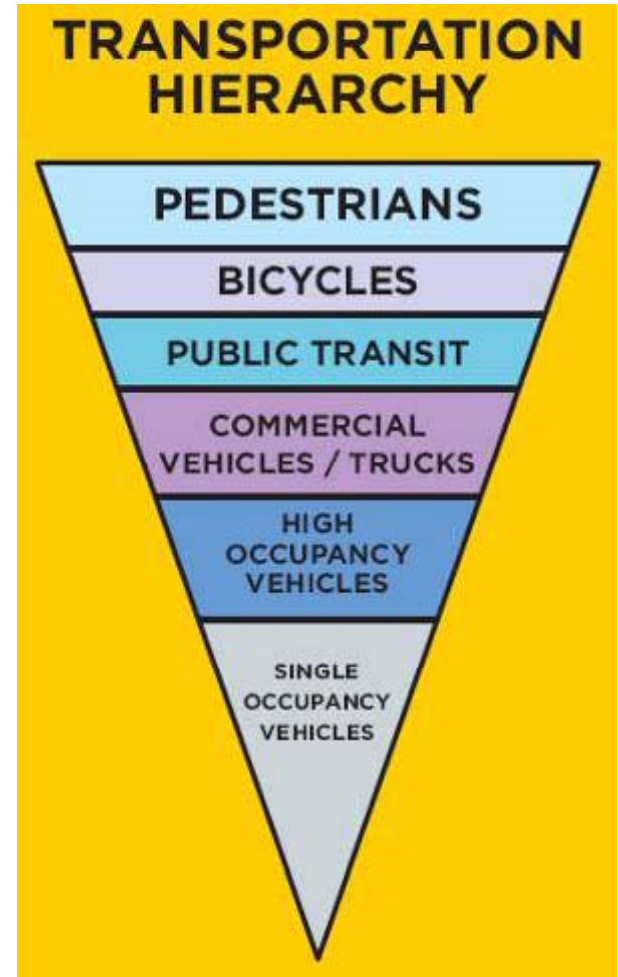 TRANSPORTATION
HIERARCHY
PEDESTRIANS
BICYCLES
PUBLIC TRANSIT
COMMERCIAL
VEHICLES / TRUCKS
HIGH
OCCUPANCY
VEHICLES
SINGLE
OCCUPANCY
VEHICLES